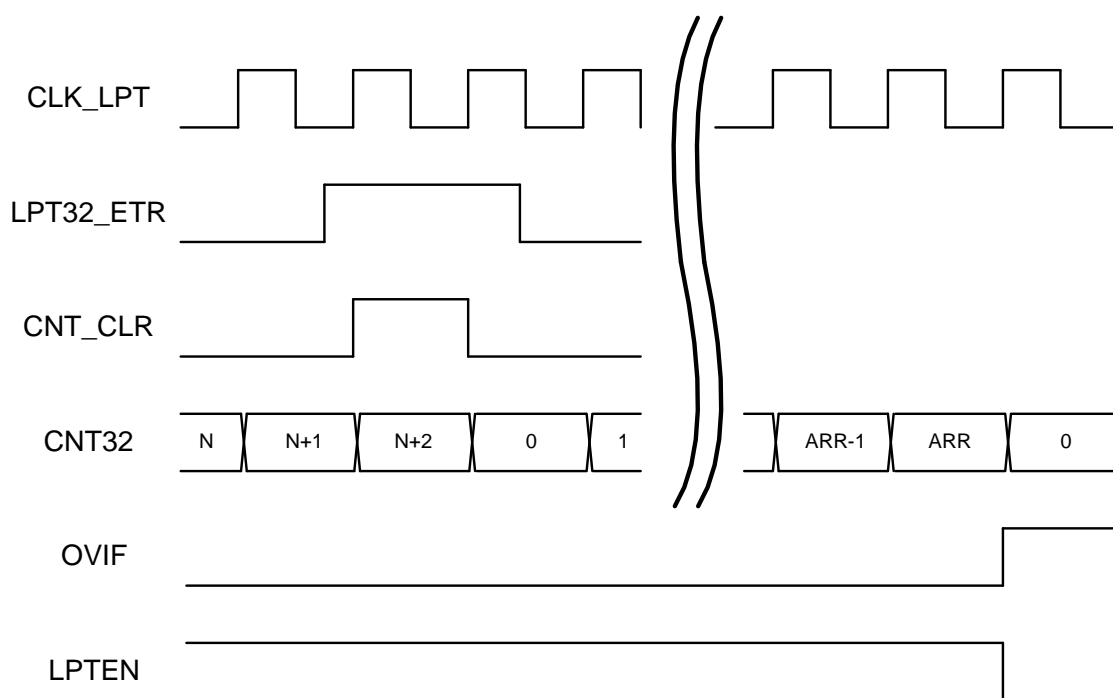 CLK_LPT
LPT32_ETR
CNT_CLR
CNT32 N N+1 N+2 0 1 ARR-1 ARR 0
OVIF
LPTEN